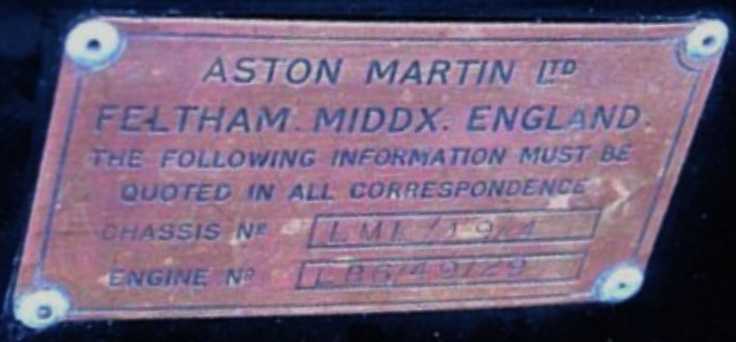 ASTON MARTIN LTD
FELTHAM. MIDDX. ENGLAND.
THE FOLLOWING INFORMATION MUST BE
QUOTED IN ALL CORRESPONDENCE
CHASSIS No
ENGINE No